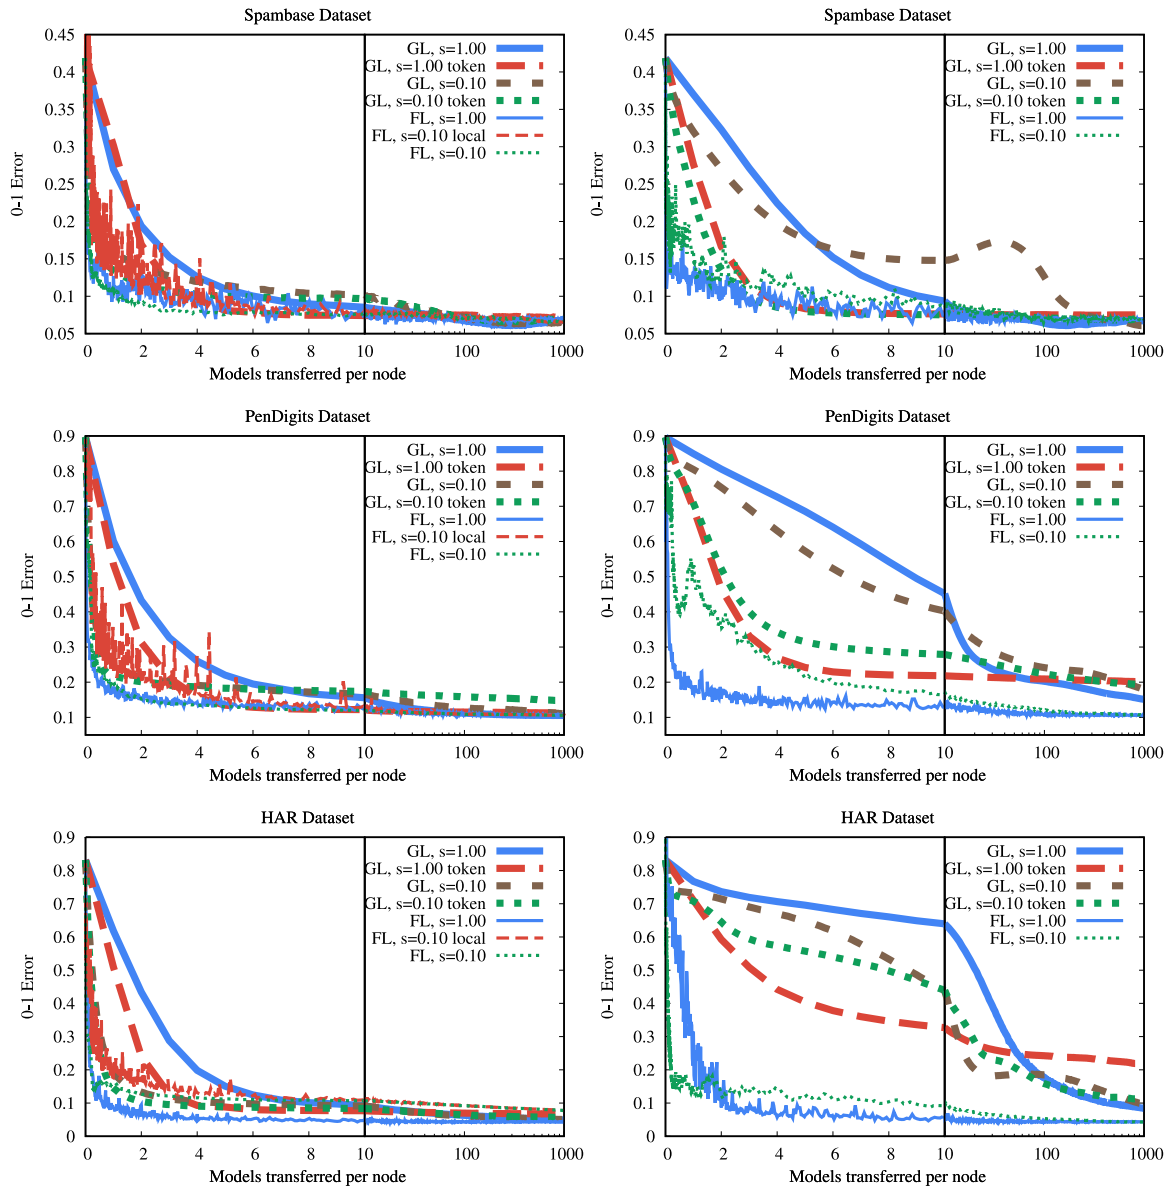 Spambase Dataset
0.45
0.4
0.35
0.3
0.25
0.2
0.15
0.1
0.05
0-1 Error
GL, s=1.00
GL, s=1.00 token
GL, s=0.10
GL, s=0.10 token
FL, s=1.00
FL, s=0.10 local
FL, s=0.10
0 2 4 6 8 10 100 1000
Models transferred per node
Spambase Dataset
0.45
0.4
0.35
0.3
0.25
0.2
0.15
0.1
0.05
0-1 Error
GL, s=1.00
GL, s=1.00 token
GL, s=0.10
GL, s=0.10 token
FL, s=1.00
FL, s=0.10
0 2 4 6 8 10 100 1000
Models transferred per node
PenDigits Dataset
0.9
0.8
0.7
0.6
0.5
0.4
0.3
0.2
0.1
0-1 Error
GL, s=1.00
GL, s=1.00 token
GL, s=0.10
GL, s=0.10 token
FL, s=1.00
FL, s=0.10 local
FL, s=0.10
0 2 4 6 8 10 100 1000
Models transferred per node
PenDigits Dataset
0.9
0.8
0.7
0.6
0.5
0.4
0.3
0.2
0.1
0-1 Error
GL, s=1.00
GL, s=1.00 token
GL, s=0.10
GL, s=0.10 token
FL, s=1.00
FL, s=0.10
0 2 4 6 8 10 100 1000
Models transferred per node
HAR Dataset
0.9
0.8
0.7
0.6
0.5
0.4
0.3
0.2
0.1
0
0-1 Error
GL, s=1.00
GL, s=1.00 token
GL, s=0.10
GL, s=0.10 token
FL, s=1.00
FL, s=0.10 local
FL, s=0.10
0 2 4 6 8 10 100 1000
Models transferred per node
HAR Dataset
0.9
0.8
0.7
0.6
0.5
0.4
0.3
0.2
0.1
0
0-1 Error
GL, s=1.00
GL, s=1.00 token
GL, s=0.10
GL, s=0.10 token
FL, s=1.00
FL, s=0.10
0 2 4 6 8 10 100 1000
Models transferred per node